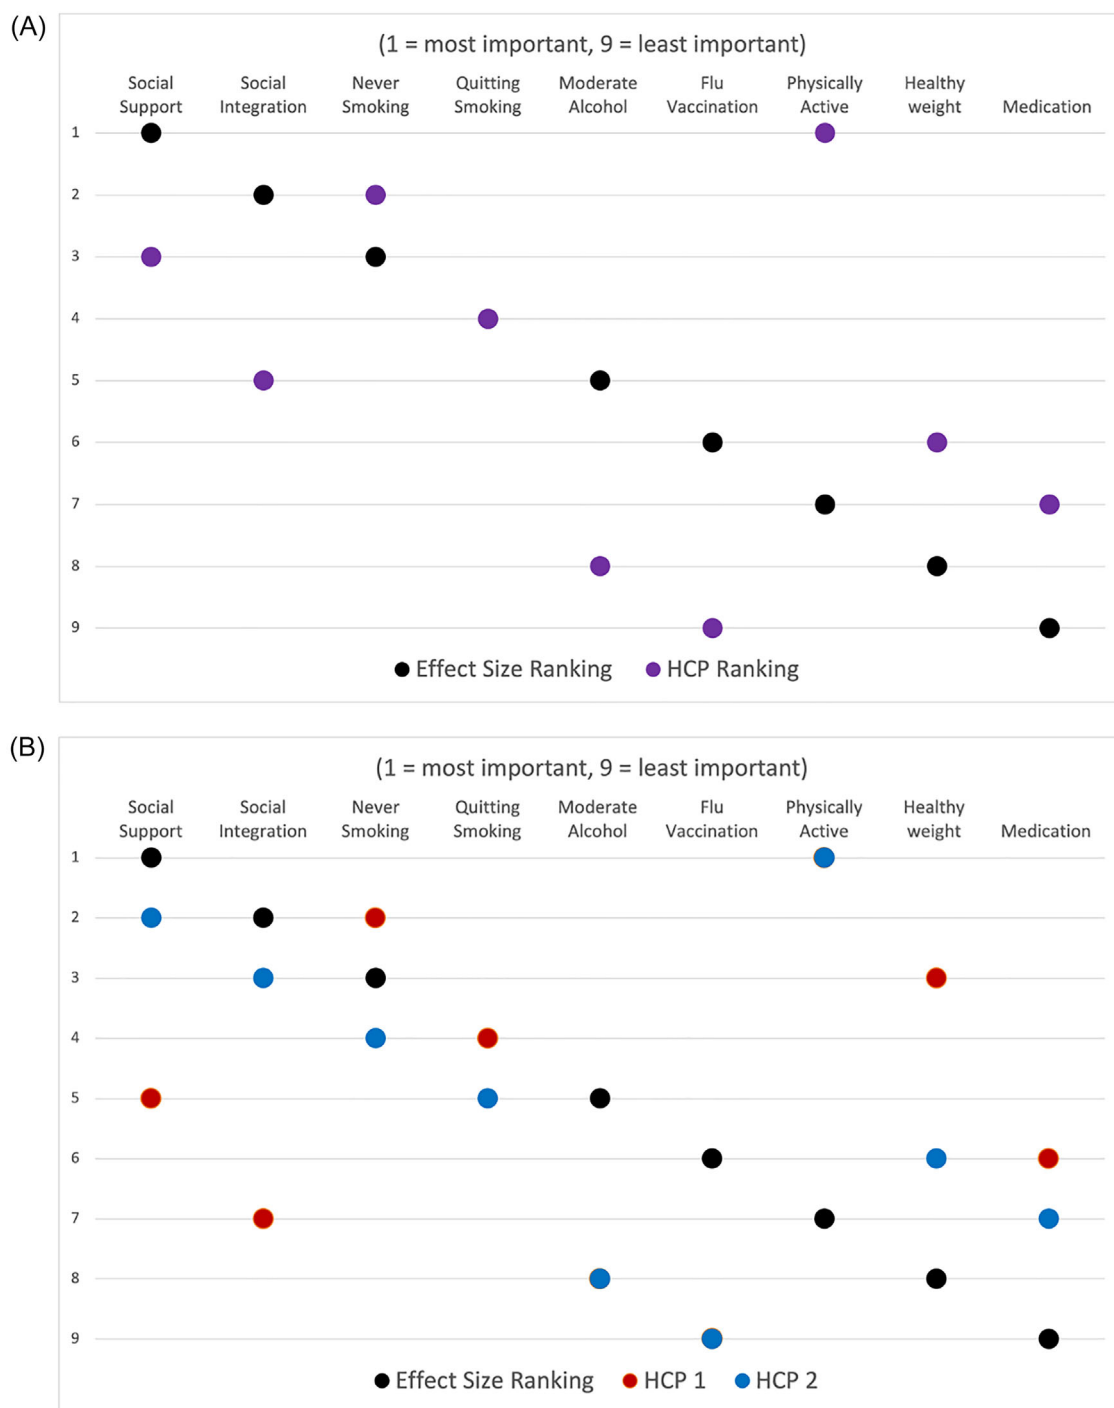 (A)
(1 = most important, 9 = least important)
Social Support
Social Integration
Never Smoking
Quitting Smoking
Moderate Alcohol
Flu Vaccination
Physically Active
Healthy weight
Medication
1
2
3
4
5
6
7
8
9
Effect Size Ranking
HCP Ranking
(B)
(1 = most important, 9 = least important)
Social Support
Social Integration
Never Smoking
Quitting Smoking
Moderate Alcohol
Flu Vaccination
Physically Active
Healthy weight
Medication
1
2
3
4
5
6
7
8
9
Effect Size Ranking
HCP 1
HCP 2